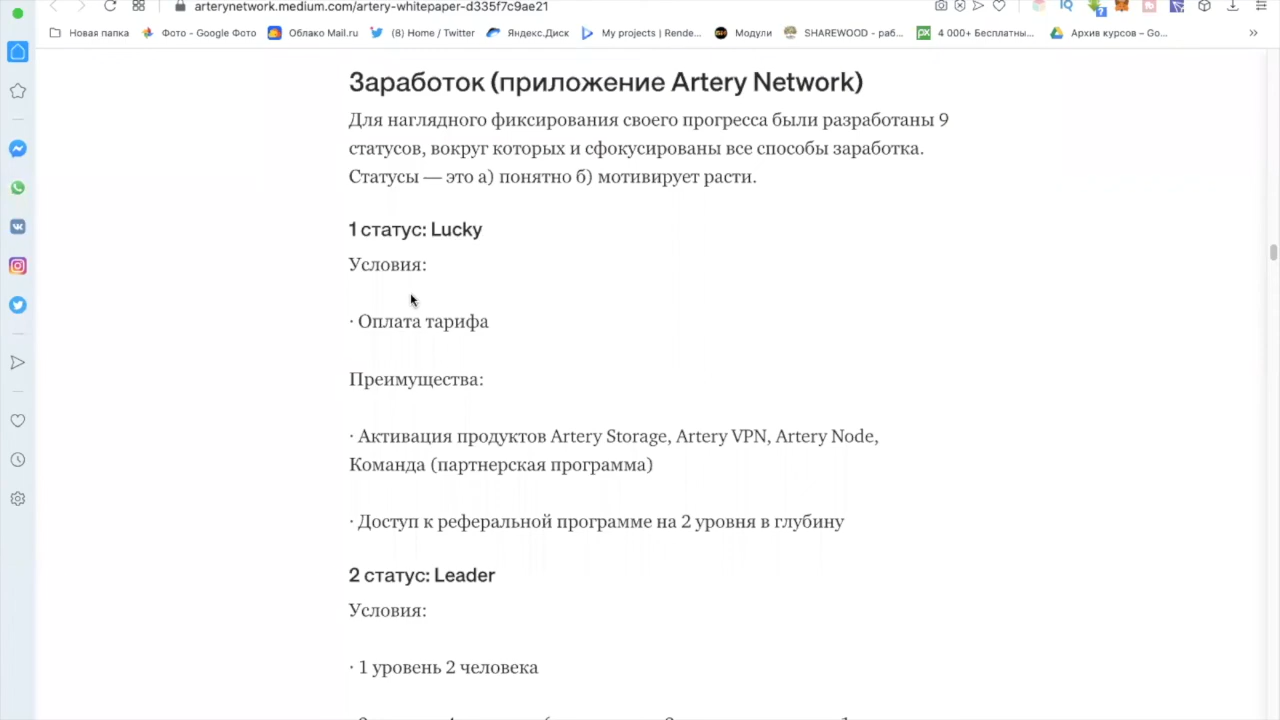 arterynetwork.medium.com/artery-whitepaper-d335f7c9ae21
Новая папка
Фото - Google Фото
Облако Mail.ru
(8) Home / Twitter
Яндекс.Диск
My projects | Rende...
Модули
SHAREWOOD - раб...
4 000+ Бесплатны...
Архив курсов – Go...
Заработок (приложение Artery Network)
Для наглядного фиксирования своего прогресса были разработаны 9
статусов, вокруг которых и сфокусированы все способы заработка.
Статусы — это а) понятно б) мотивирует расти.
1 статус: Lucky
Условия:
· Оплата тарифа
Преимущества:
· Активация продуктов Artery Storage, Artery VPN, Artery Node,
Команда (партнерская программа)
· Доступ к реферальной программе на 2 уровня в глубину
2 статус: Leader
Условия:
· 1 уровень 2 человека